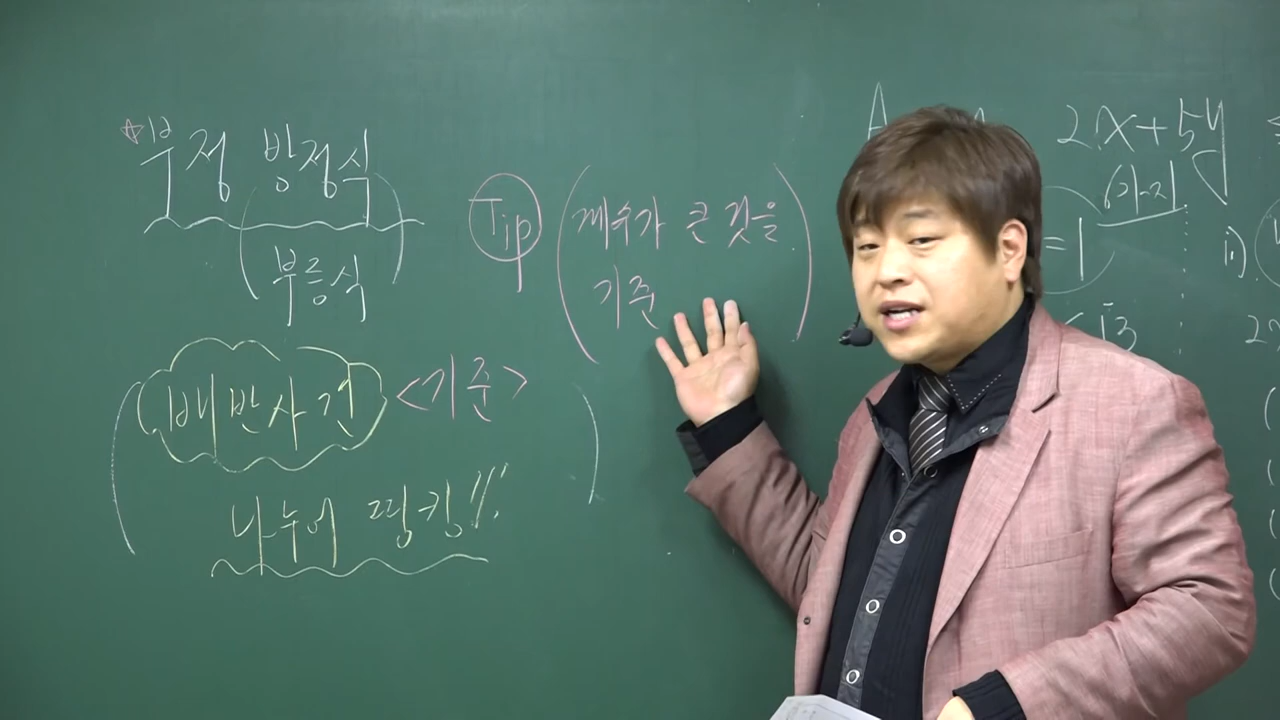 ☆부정 방정식
(부등식)
배반사건 <기준>
나누어 띵킹!!
Tip
(계수가 큰 것을
기준)
A
2x+5y
=1
i)